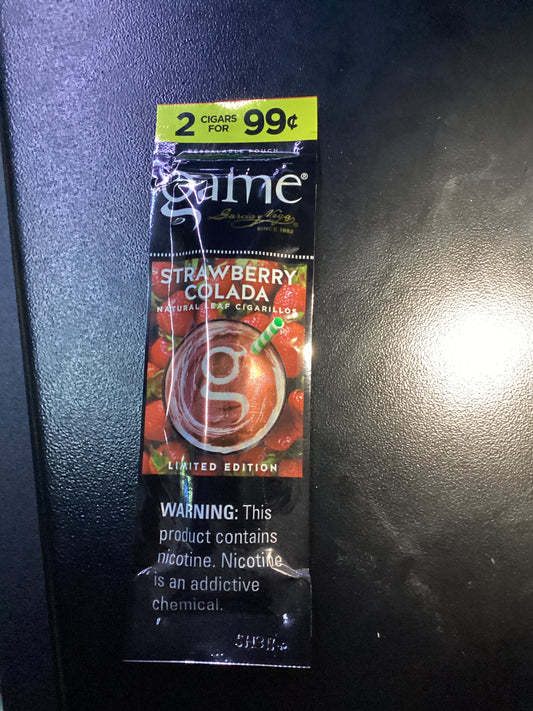 2 CIGARS FOR 99¢
RESEALABLE POUCH
game®
Garcia y Vega®
SINCE 1882
STRAWBERRY
COLADA
NATURAL LEAF CIGARILLOS
g
LIMITED EDITION
WARNING: This
product contains
nicotine. Nicotine
is an addictive
chemical.